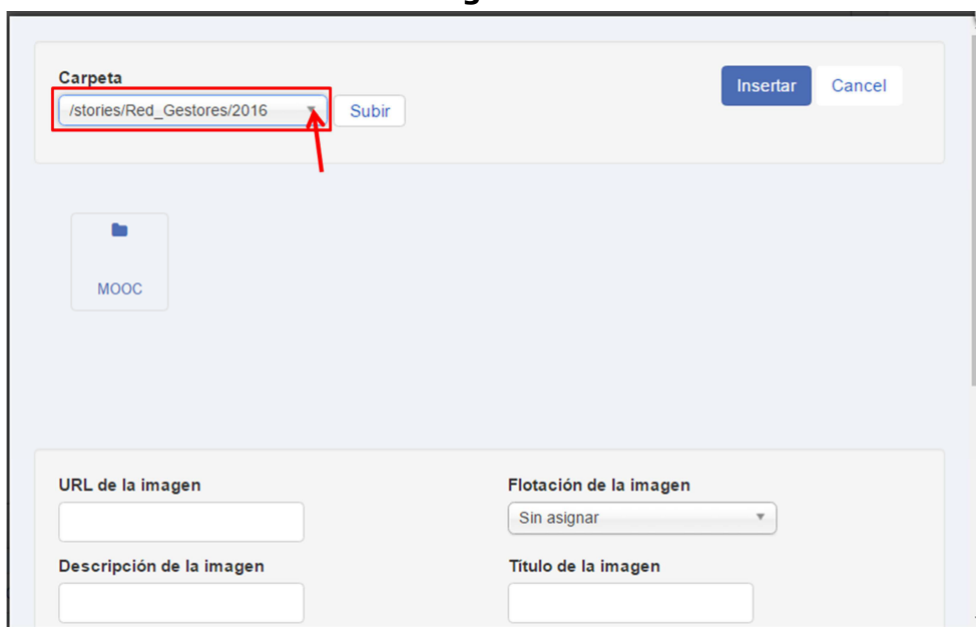 Carpeta
/stories/Red_Gestores/2016
Subir
Insertar
Cancel
MOOC
URL de la imagen
Flotación de la imagen
Sin asignar
Descripción de la imagen
Título de la imagen